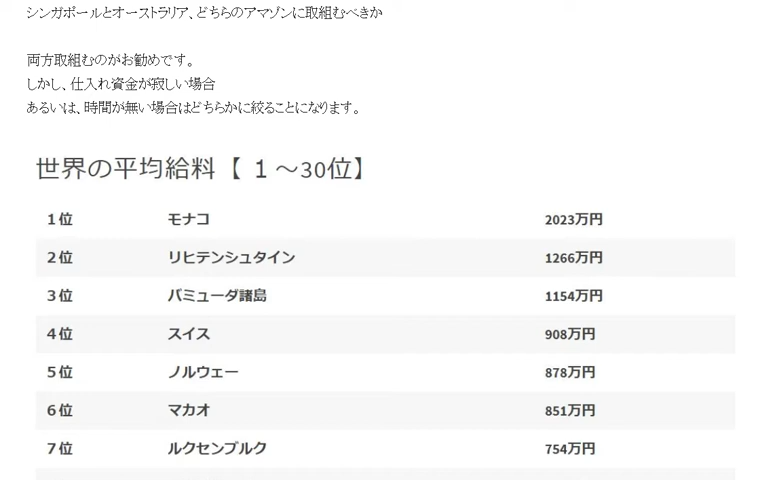 シンガポールとオーストラリア、どちらのアマゾンに取組むべきか
両方取組むのがお勧めです。
しかし、仕入れ資金が寂しい場合
あるいは、時間が無い場合はどちらかに絞ることになります。
世界の平均給料【 １～30位】
１位 モナコ 2023万円
２位 リヒテンシュタイン 1266万円
３位 バミューダ諸島 1154万円
４位 スイス 908万円
５位 ノルウェー 878万円
６位 マカオ 851万円
７位 ルクセンブルク 754万円